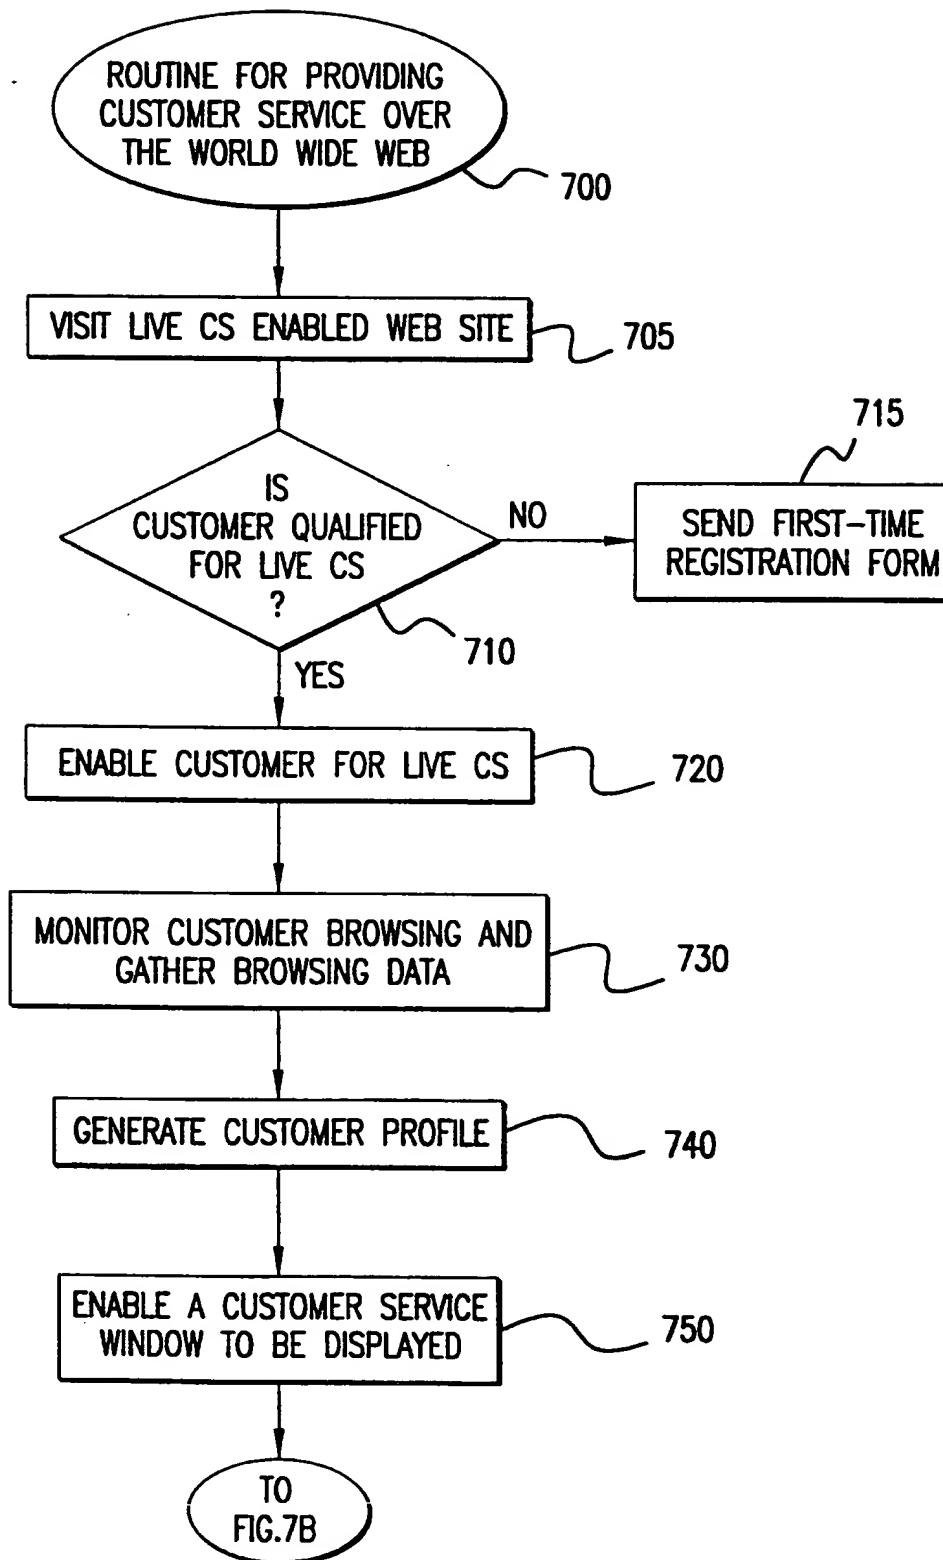 ROUTINE FOR PROVIDING
CUSTOMER SERVICE OVER
THE WORLD WIDE WEB
700
VISIT LIVE CS ENABLED WEB SITE
705
IS
CUSTOMER QUALIFIED
FOR LIVE CS
?
710
NO
715
SEND FIRST-TIME
REGISTRATION FORM
YES
ENABLE CUSTOMER FOR LIVE CS
720
MONITOR CUSTOMER BROWSING AND
GATHER BROWSING DATA
730
GENERATE CUSTOMER PROFILE
740
ENABLE A CUSTOMER SERVICE
WINDOW TO BE DISPLAYED
750
TO
FIG.7B